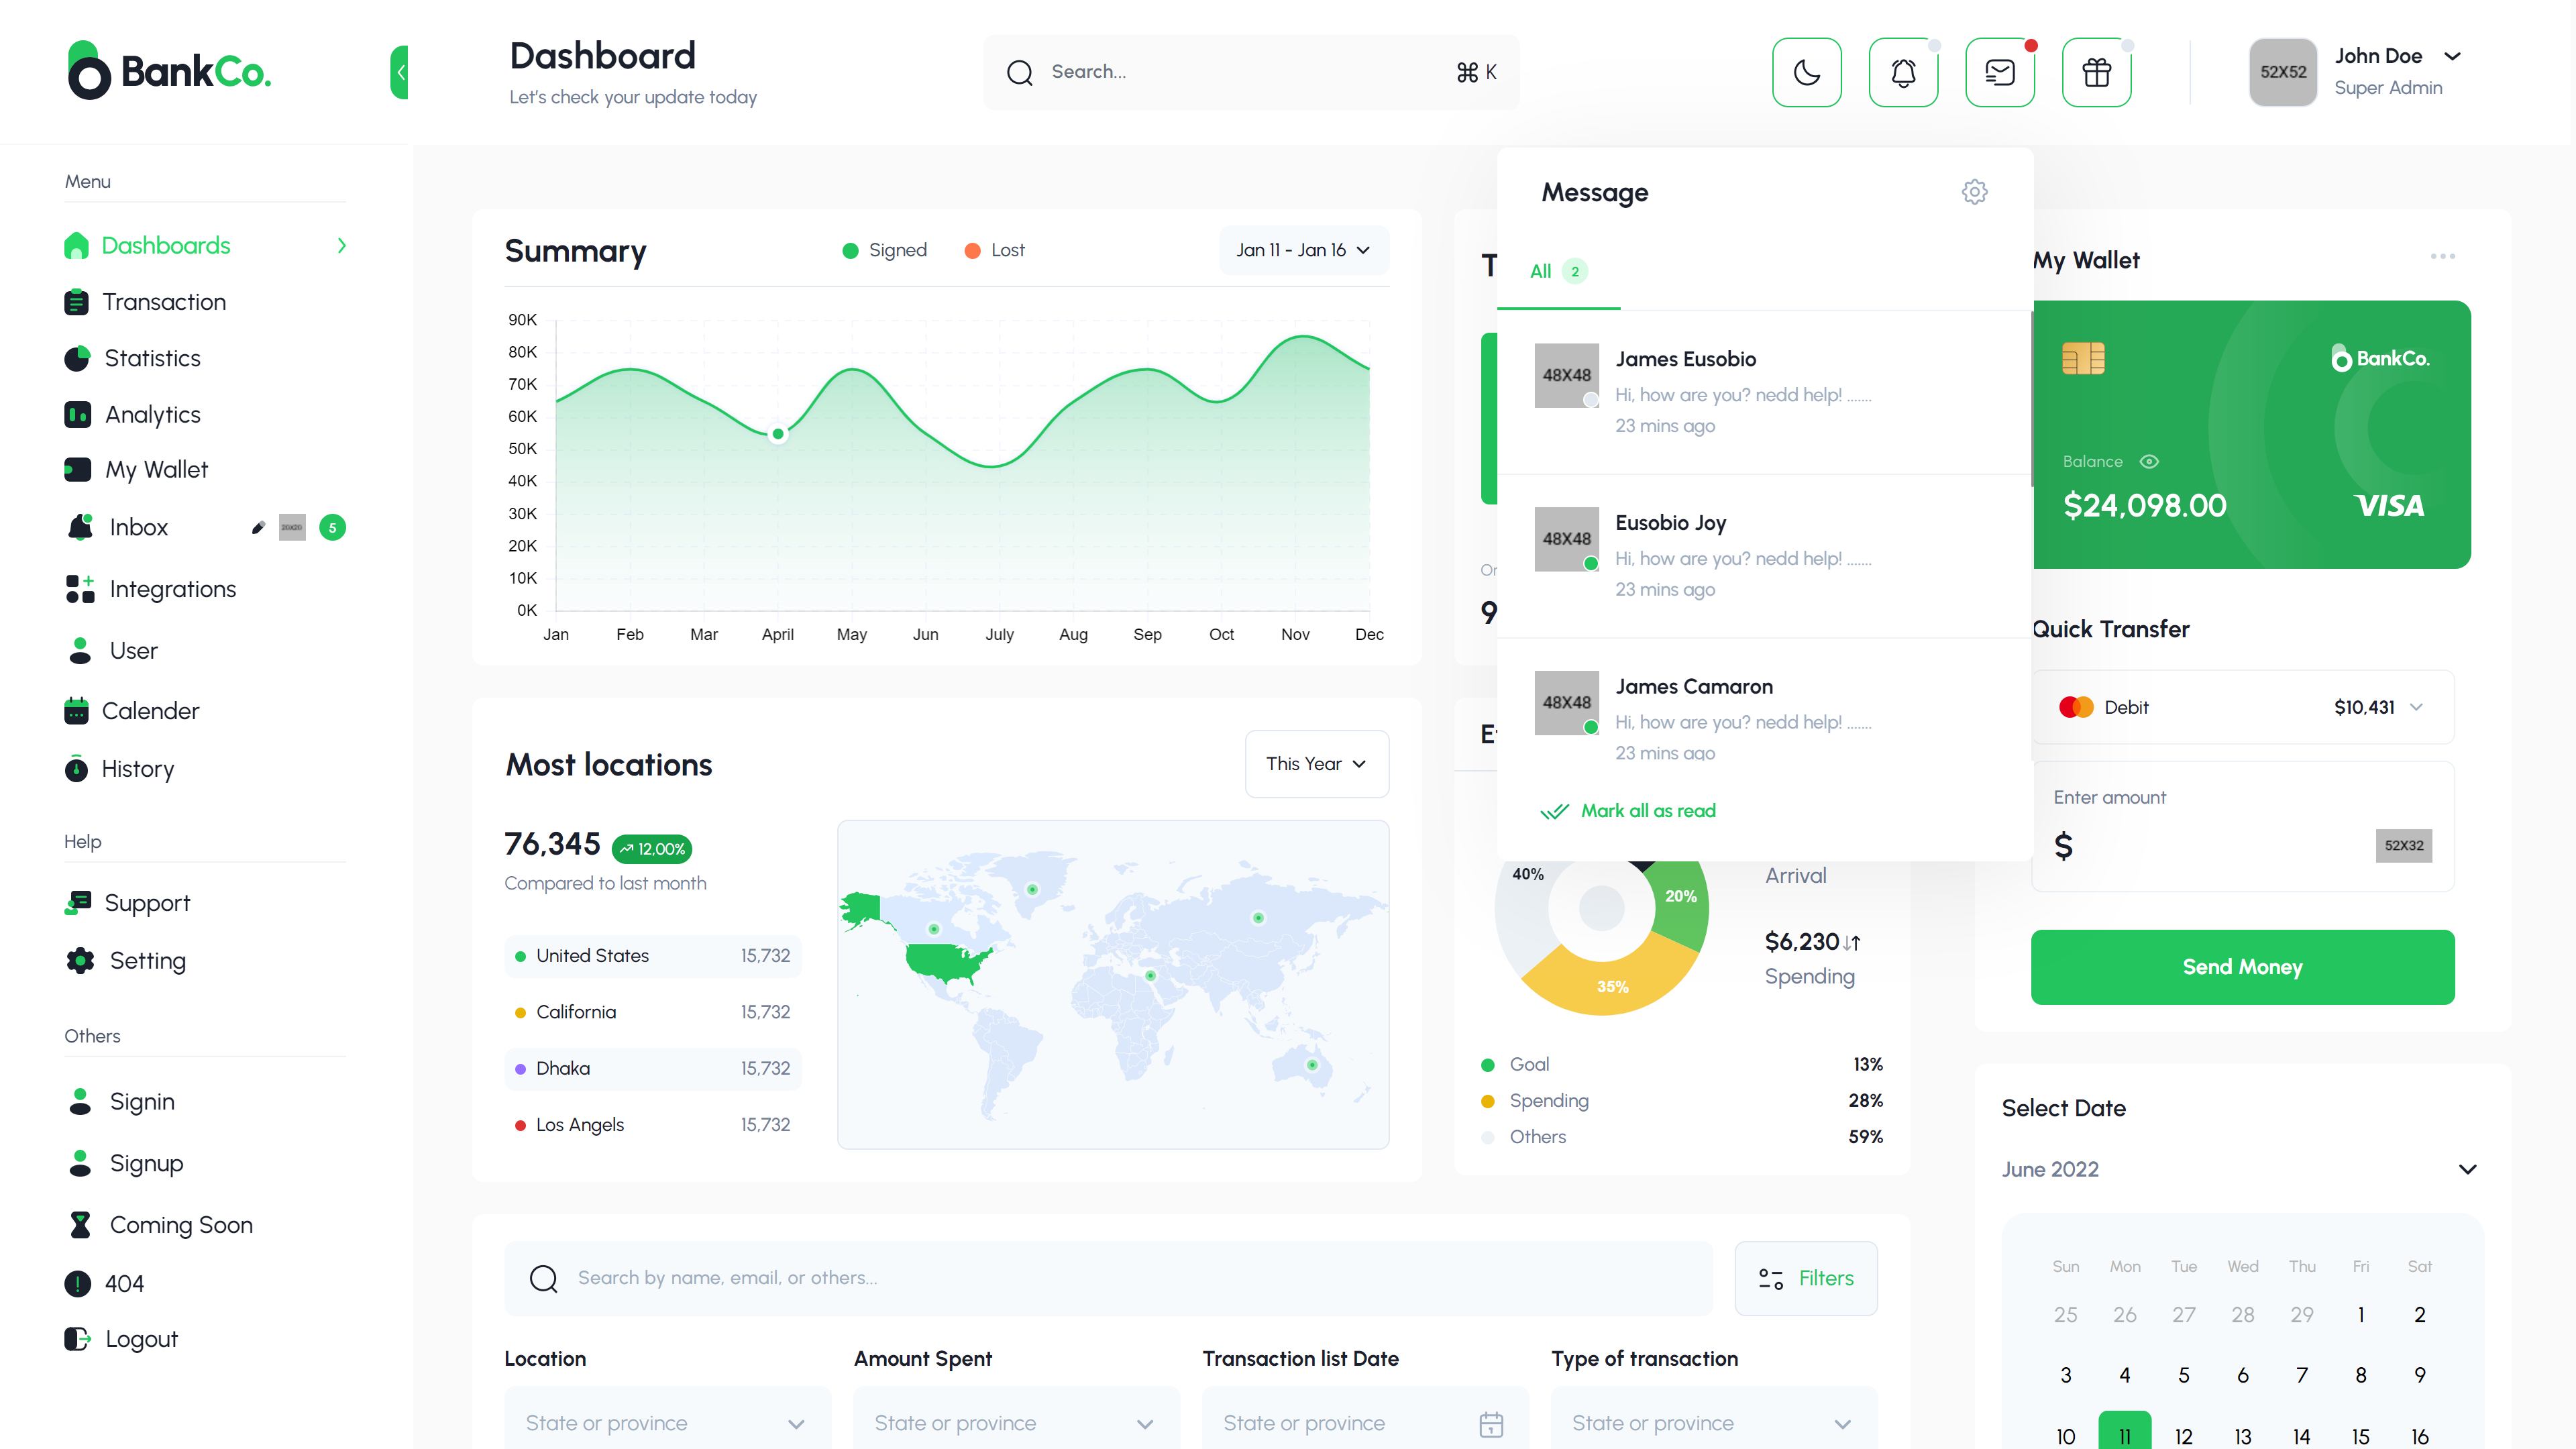 BankCo.
Dashboard
Let's check your update today
Search...
⌘ K
52X52
John Doe
Super Admin
Menu
Dashboards
Transaction
Statistics
Analytics
My Wallet
Inbox
20X20
5
Integrations
User
Calender
History
Help
Support
Setting
Others
Signin
Signup
Coming Soon
404
Logout
Summary
Signed
Lost
Jan 11 - Jan 16
90K
80K
70K
60K
50K
40K
30K
20K
10K
0K
Jan Feb Mar April May Jun July Aug Sep Oct Nov Dec
Most locations
This Year
76,345
12,00%
Compared to last month
United States 15,732
California 15,732
Dhaka 15,732
Los Angels 15,732
Message
All 2
48X48
James Eusobio
Hi, how are you? nedd help! .......
23 mins ago
48X48
Eusobio Joy
Hi, how are you? nedd help! .......
23 mins ago
48X48
James Camaron
Hi, how are you? nedd help! .......
23 mins ago
Mark all as read
40%
20%
35%
Arrival
$6,230
Spending
Goal 13%
Spending 28%
Others 59%
My Wallet
BankCo.
Balance
$24,098.00
VISA
Quick Transfer
Debit
$10,431
Enter amount
$
52X32
Send Money
Select Date
June 2022
Sun Mon Tue Wed Thu Fri Sat
25 26 27 28 29 1 2
3 4 5 6 7 8 9
10 11 12 13 14 15 16
Search by name, email, or others...
Filters
Location
State or province
Amount Spent
State or province
Transaction list Date
State or province
Type of transaction
State or province